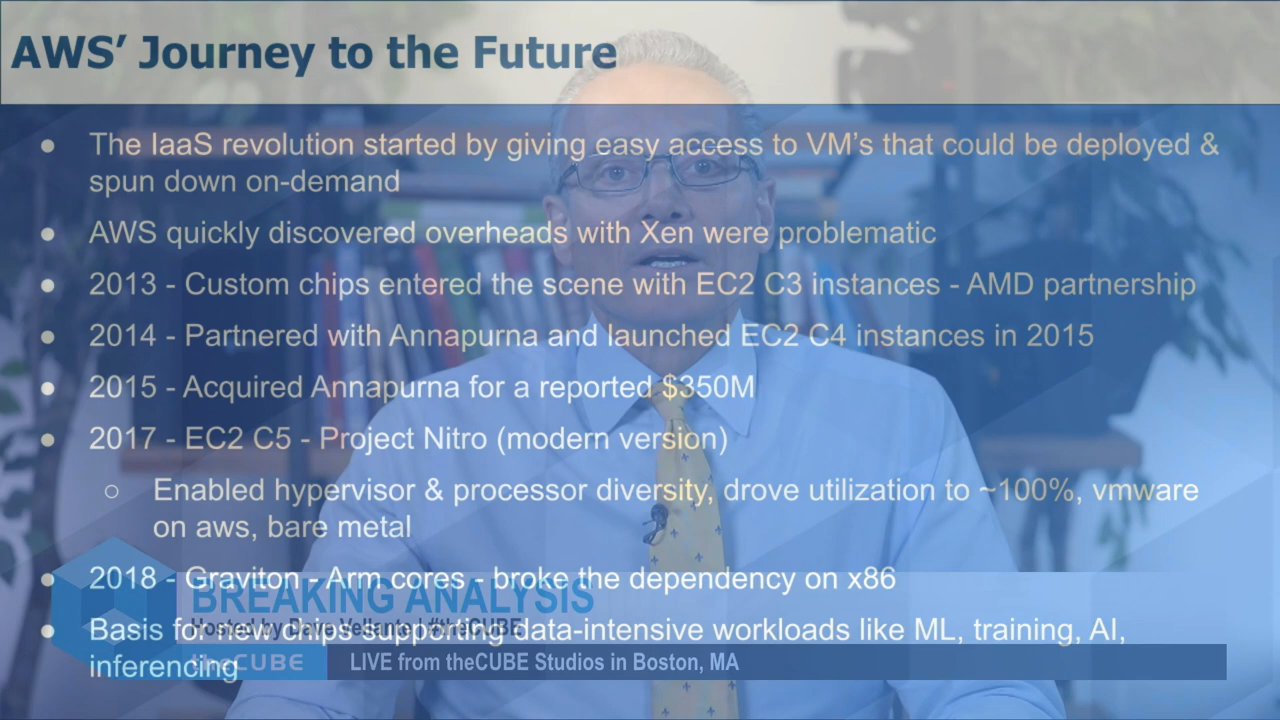 AWS’ Journey to the Future
● The IaaS revolution started by giving easy access to VM’s that could be deployed &
spun down on-demand
● AWS quickly discovered overheads with Xen were problematic
● 2013 - Custom chips entered the scene with EC2 C3 instances - AMD partnership
● 2014 - Partnered with Annapurna and launched EC2 C4 instances in 2015
● 2015 - Acquired Annapurna for a reported $350M
● 2017 - EC2 C5 - Project Nitro (modern version)
○ Enabled hypervisor & processor diversity, drove utilization to ~100%, vmware
on aws, bare metal
● 2018 - Graviton - Arm cores - broke the dependency on x86
BREAKING ANALYSIS
● Basis for new chips supporting data-intensive workloads like ML, training, AI,
inferencing
Hosted by Dave Vellante | #theCUBE
theCUBE
LIVE from theCUBE Studios in Boston, MA